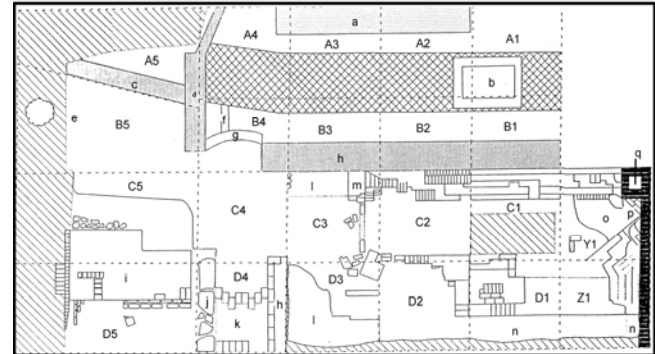 a
A4 A3 A2 A1
A5
b
c
d
e B5 f B4 B3 B2 B1
g
h
q
C5 l m
C4 C3 C2 C1 o p
Y1
i D4 D3
j h D2 D1 Z1
D5 k l n n